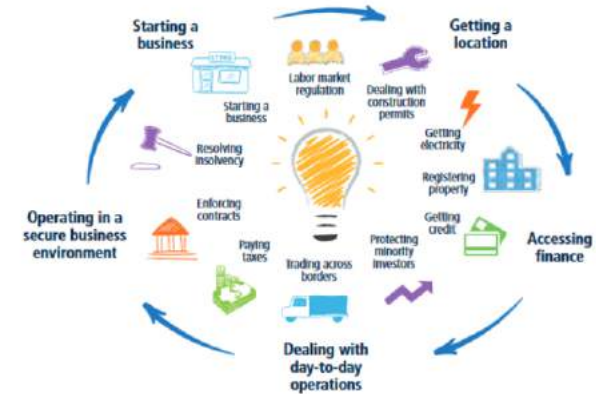 Starting a
business
Getting a
location
Labor market
regulation
Dealing with
construction
permits
Starting a
business
Getting
electricity
Resolving
insolvency
Registering
property
Enforcing
contracts
Getting
credit
Operating in a
secure business
environment
Accessing
finance
Paying
taxes
Protecting
minority
investors
Trading across
borders
Dealing with
day-to-day
operations